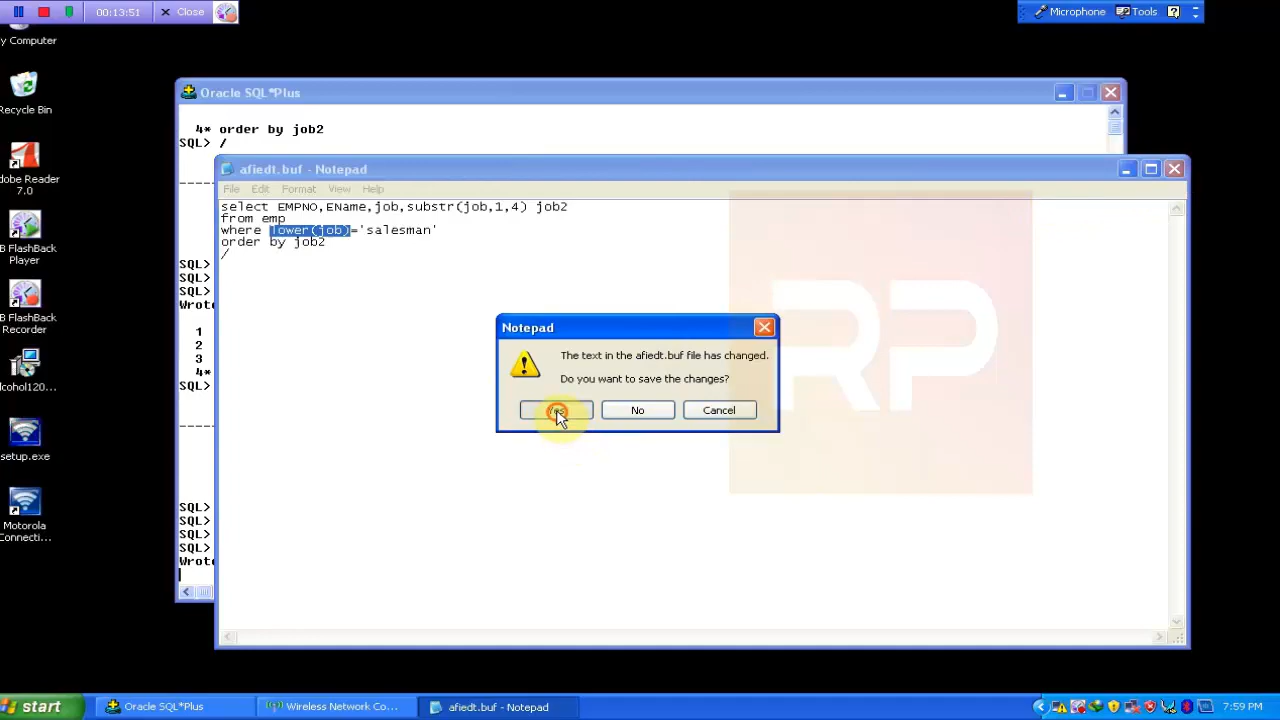 00:13:51
Close
Microphone
Tools
y Computer
Recycle Bin
dobe Reader
7.0
B FlashBack
Player
B FlashBack
Recorder
lcohol120...
setup.exe
Motorola
Connecti...
Oracle SQL*Plus
4* order by job2
SQL> /
-----
SQL>
SQL>
SQL>
Wrote
1
2
3
4*
SQL>
-----
SQL>
SQL>
SQL>
SQL>
Wrote
afiedt.buf - Notepad
File Edit Format View Help
select EMPNO,EName,job,substr(job,1,4) job2
from emp
where lower(job)='salesman'
order by job2
/
RP
Notepad
The text in the afiedt.buf file has changed.
Do you want to save the changes?
Yes No Cancel
start
Oracle SQL*Plus
Wireless Network Co...
afiedt.buf - Notepad
7:59 PM